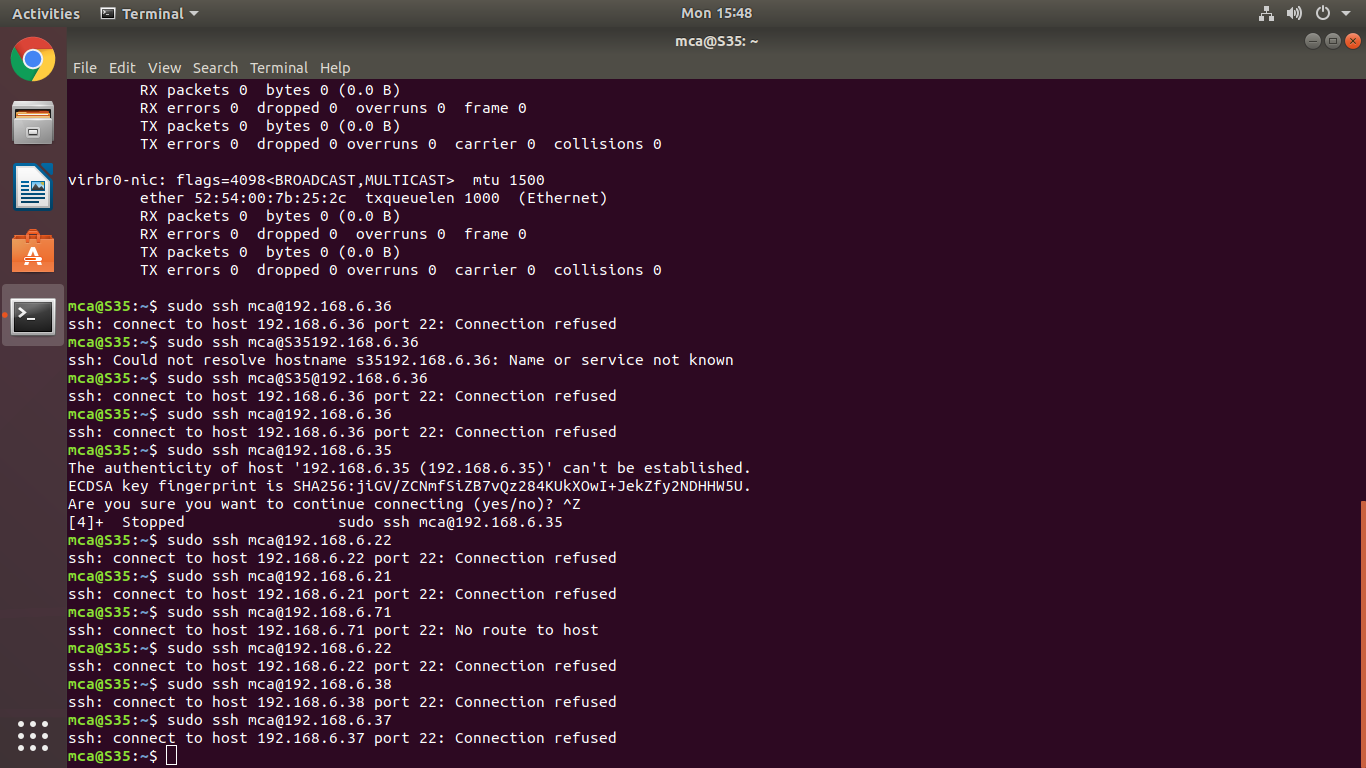 Activities Terminal Mon 15:48
mca@S35: ~
File Edit View Search Terminal Help
RX packets 0  bytes 0 (0.0 B)
RX errors 0  dropped 0  overruns 0  frame 0
TX packets 0  bytes 0 (0.0 B)
TX errors 0  dropped 0 overruns 0  carrier 0  collisions 0
virbr0-nic: flags=4098<BROADCAST,MULTICAST>  mtu 1500
ether 52:54:00:7b:25:2c  txqueuelen 1000  (Ethernet)
RX packets 0  bytes 0 (0.0 B)
RX errors 0  dropped 0  overruns 0  frame 0
TX packets 0  bytes 0 (0.0 B)
TX errors 0  dropped 0 overruns 0  carrier 0  collisions 0
mca@S35:~$ sudo ssh mca@192.168.6.36
ssh: connect to host 192.168.6.36 port 22: Connection refused
mca@S35:~$ sudo ssh mca@S35192.168.6.36
ssh: Could not resolve hostname s35192.168.6.36: Name or service not known
mca@S35:~$ sudo ssh mca@S35@192.168.6.36
ssh: connect to host 192.168.6.36 port 22: Connection refused
mca@S35:~$ sudo ssh mca@192.168.6.36
ssh: connect to host 192.168.6.36 port 22: Connection refused
mca@S35:~$ sudo ssh mca@192.168.6.35
The authenticity of host '192.168.6.35 (192.168.6.35)' can't be established.
ECDSA key fingerprint is SHA256:jiGV/ZCNmfSiZB7vQz284KUkXOwI+JekZfy2NDHHW5U.
Are you sure you want to continue connecting (yes/no)? ^Z
[4]+  Stopped                 sudo ssh mca@192.168.6.35
mca@S35:~$ sudo ssh mca@192.168.6.22
ssh: connect to host 192.168.6.22 port 22: Connection refused
mca@S35:~$ sudo ssh mca@192.168.6.21
ssh: connect to host 192.168.6.21 port 22: Connection refused
mca@S35:~$ sudo ssh mca@192.168.6.71
ssh: connect to host 192.168.6.71 port 22: No route to host
mca@S35:~$ sudo ssh mca@192.168.6.22
ssh: connect to host 192.168.6.22 port 22: Connection refused
mca@S35:~$ sudo ssh mca@192.168.6.38
ssh: connect to host 192.168.6.38 port 22: Connection refused
mca@S35:~$ sudo ssh mca@192.168.6.37
ssh: connect to host 192.168.6.37 port 22: Connection refused
mca@S35:~$